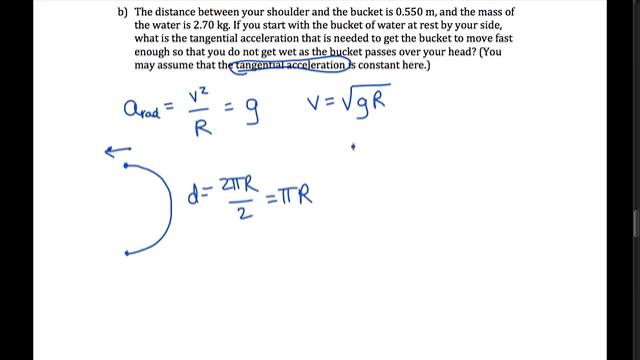 b) The distance between your shoulder and the bucket is 0.550 m, and the mass of
the water is 2.70 kg. If you start with the bucket of water at rest by your side,
what is the tangential acceleration that is needed to get the bucket to move fast
enough so that you do not get wet as the bucket passes over your head? (You
may assume that the tangential acceleration is constant here.)
a_rad = v²/R = g v = √gR
d = 2πR/2 = πR